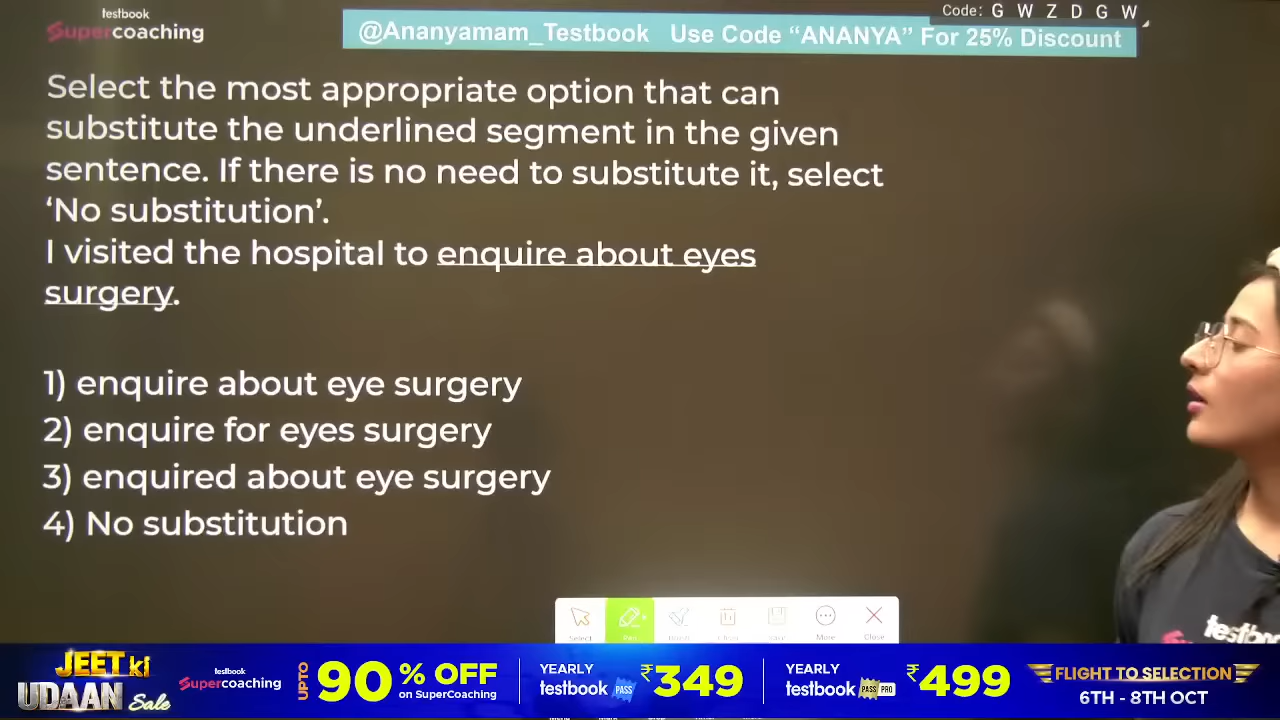 testbook
Supercoaching
Code: G W Z D G W
@Ananyamam_Testbook Use Code “ANANYA” For 25% Discount
Select the most appropriate option that can
substitute the underlined segment in the given
sentence. If there is no need to substitute it, select
‘No substitution’.
I visited the hospital to enquire about eyes
surgery.
1) enquire about eye surgery
2) enquire for eyes surgery
3) enquired about eye surgery
4) No substitution
Select
Pen
More
Close
JEET ki
UDAAN Sale
testbook
Supercoaching
UPTO 90% OFF
on SuperCoaching
YEARLY
testbook PASS
₹349
YEARLY
testbook PASS PRO
₹499
FLIGHT TO SELECTION
6TH - 8TH OCT